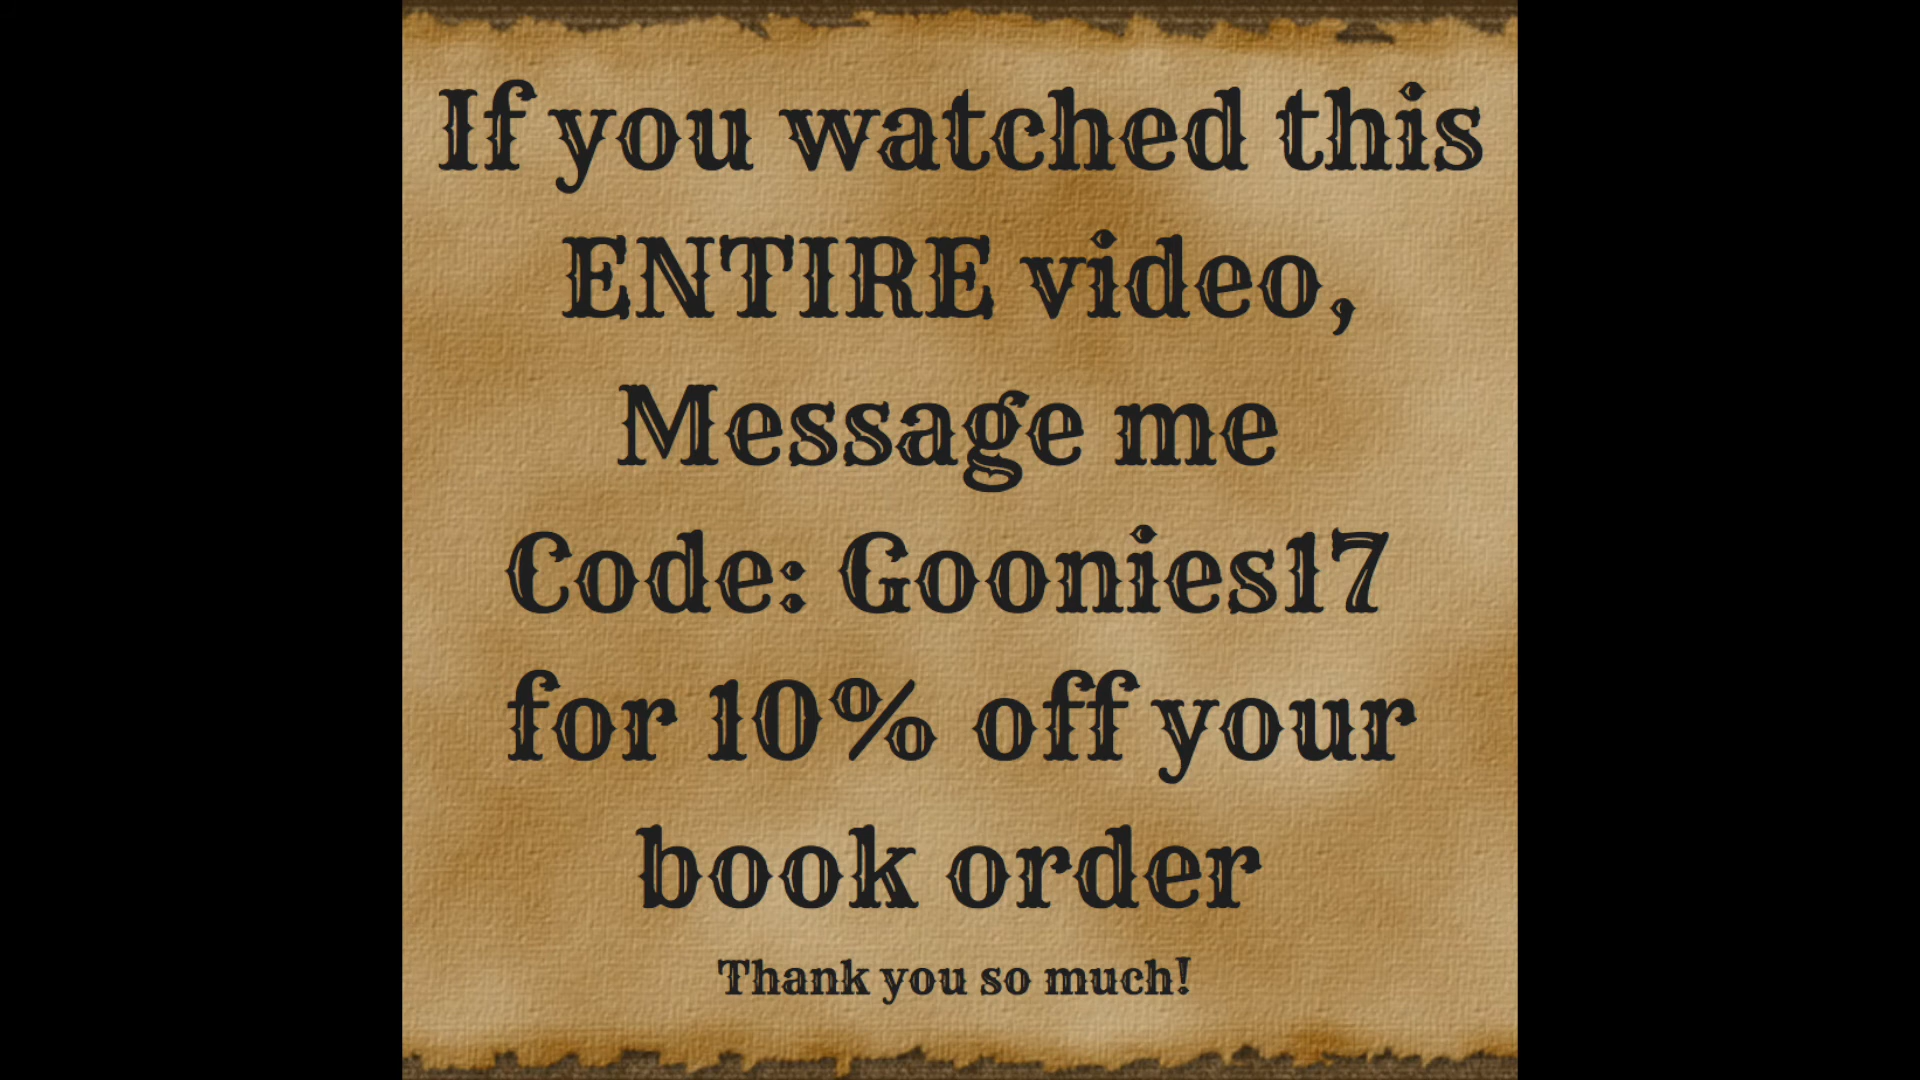 If you watched this
ENTIRE video,
Message me
Code: Goonies17
for 10% off your
book order
Thank you so much!